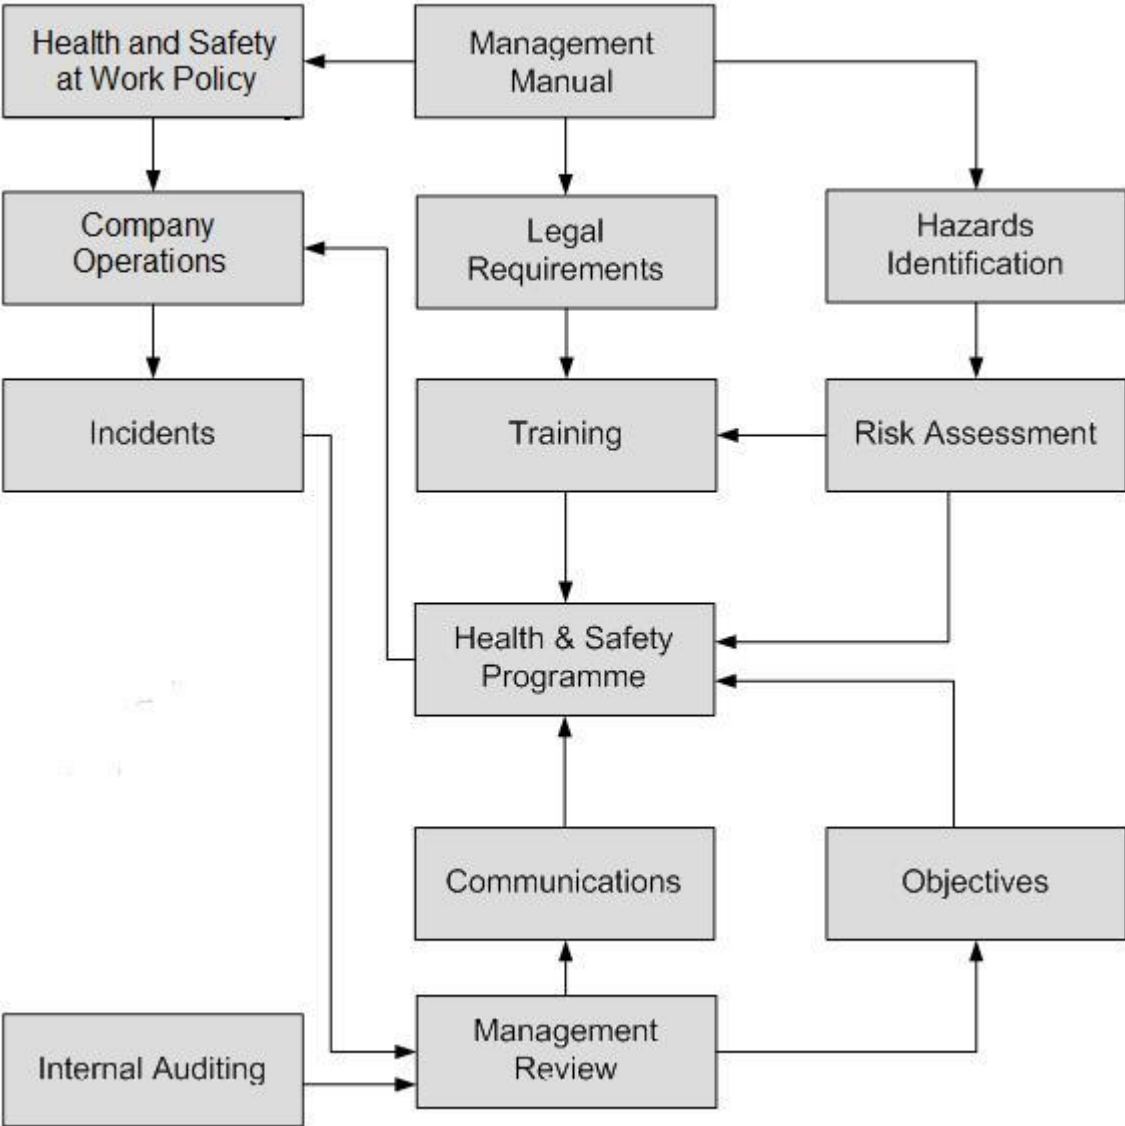 Health and Safety
at Work Policy
Management
Manual
Company
Operations
Legal
Requirements
Hazards
Identification
Incidents
Training
Risk Assessment
Health & Safety
Programme
Communications
Objectives
Internal Auditing
Management
Review